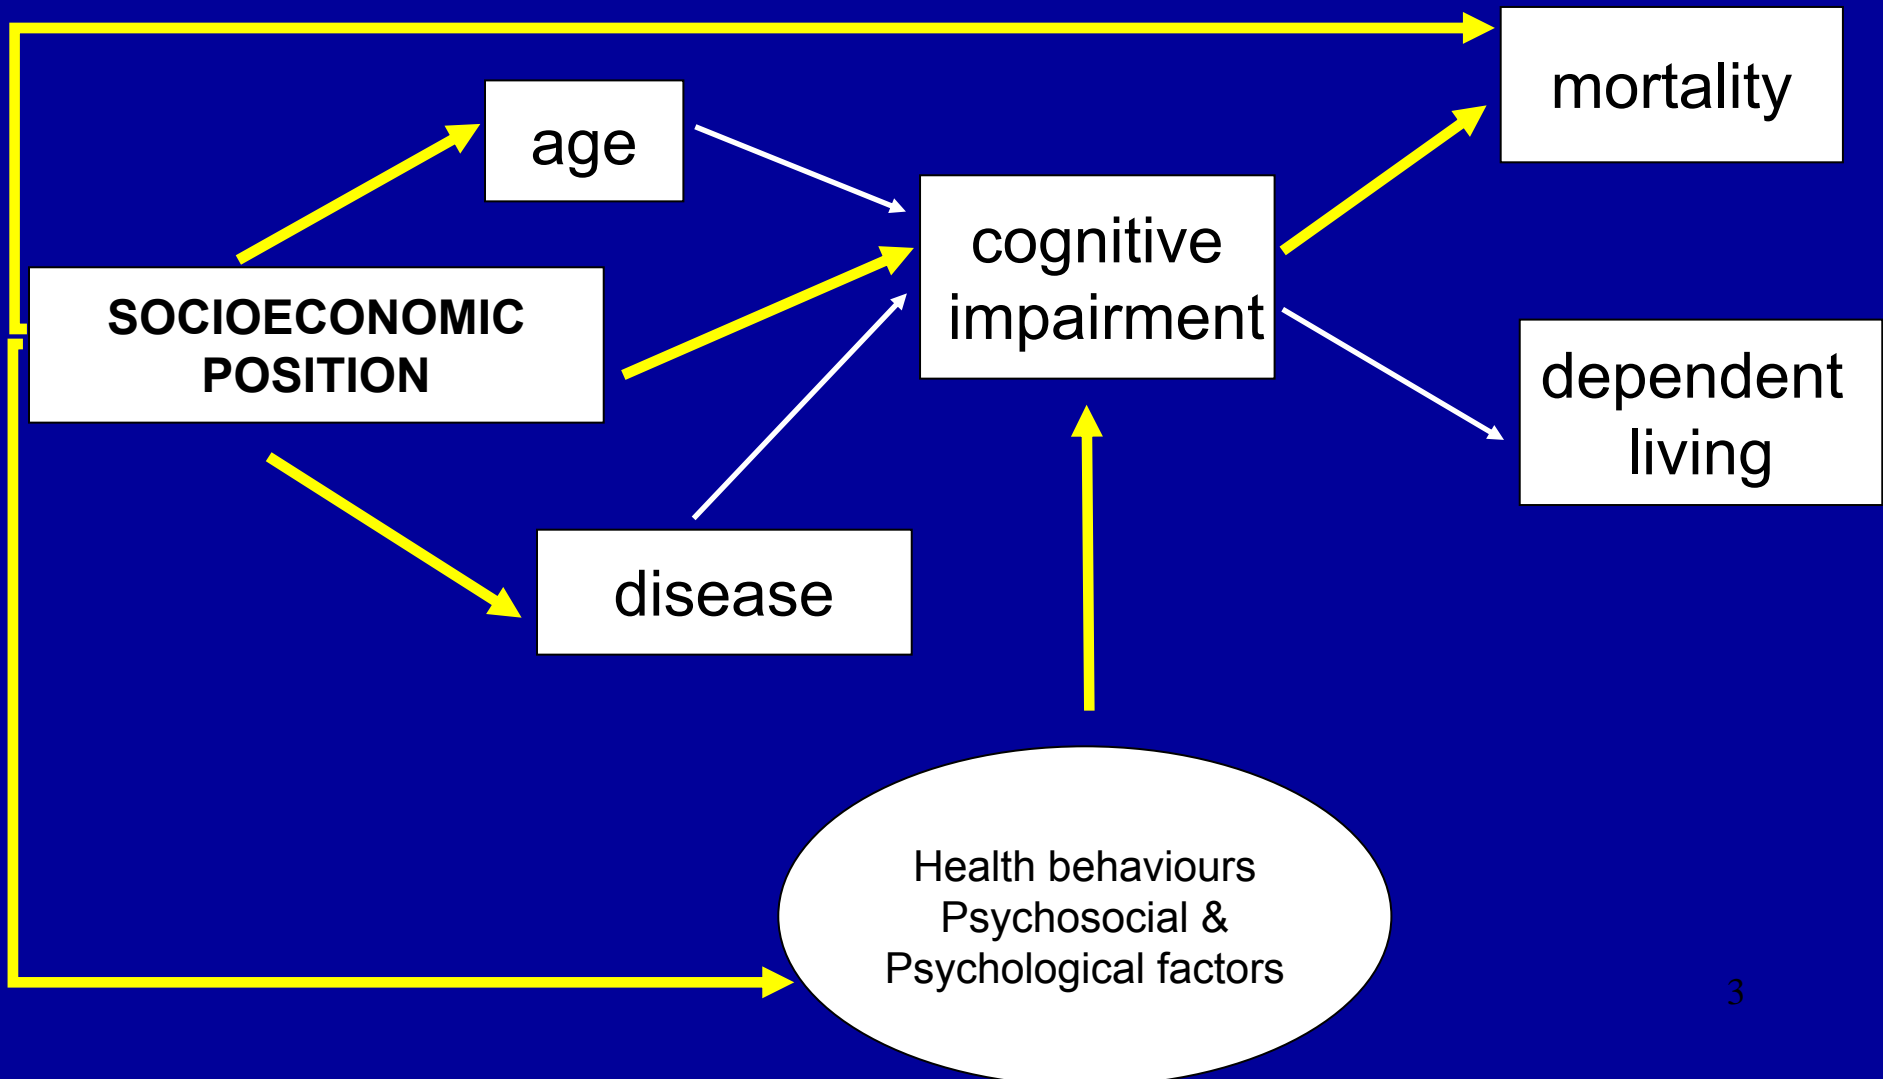 mortality
age
cognitive
impairment
SOCIOECONOMIC
POSITION
dependent
living
disease
Health behaviours
Psychosocial &
Psychological factors
3